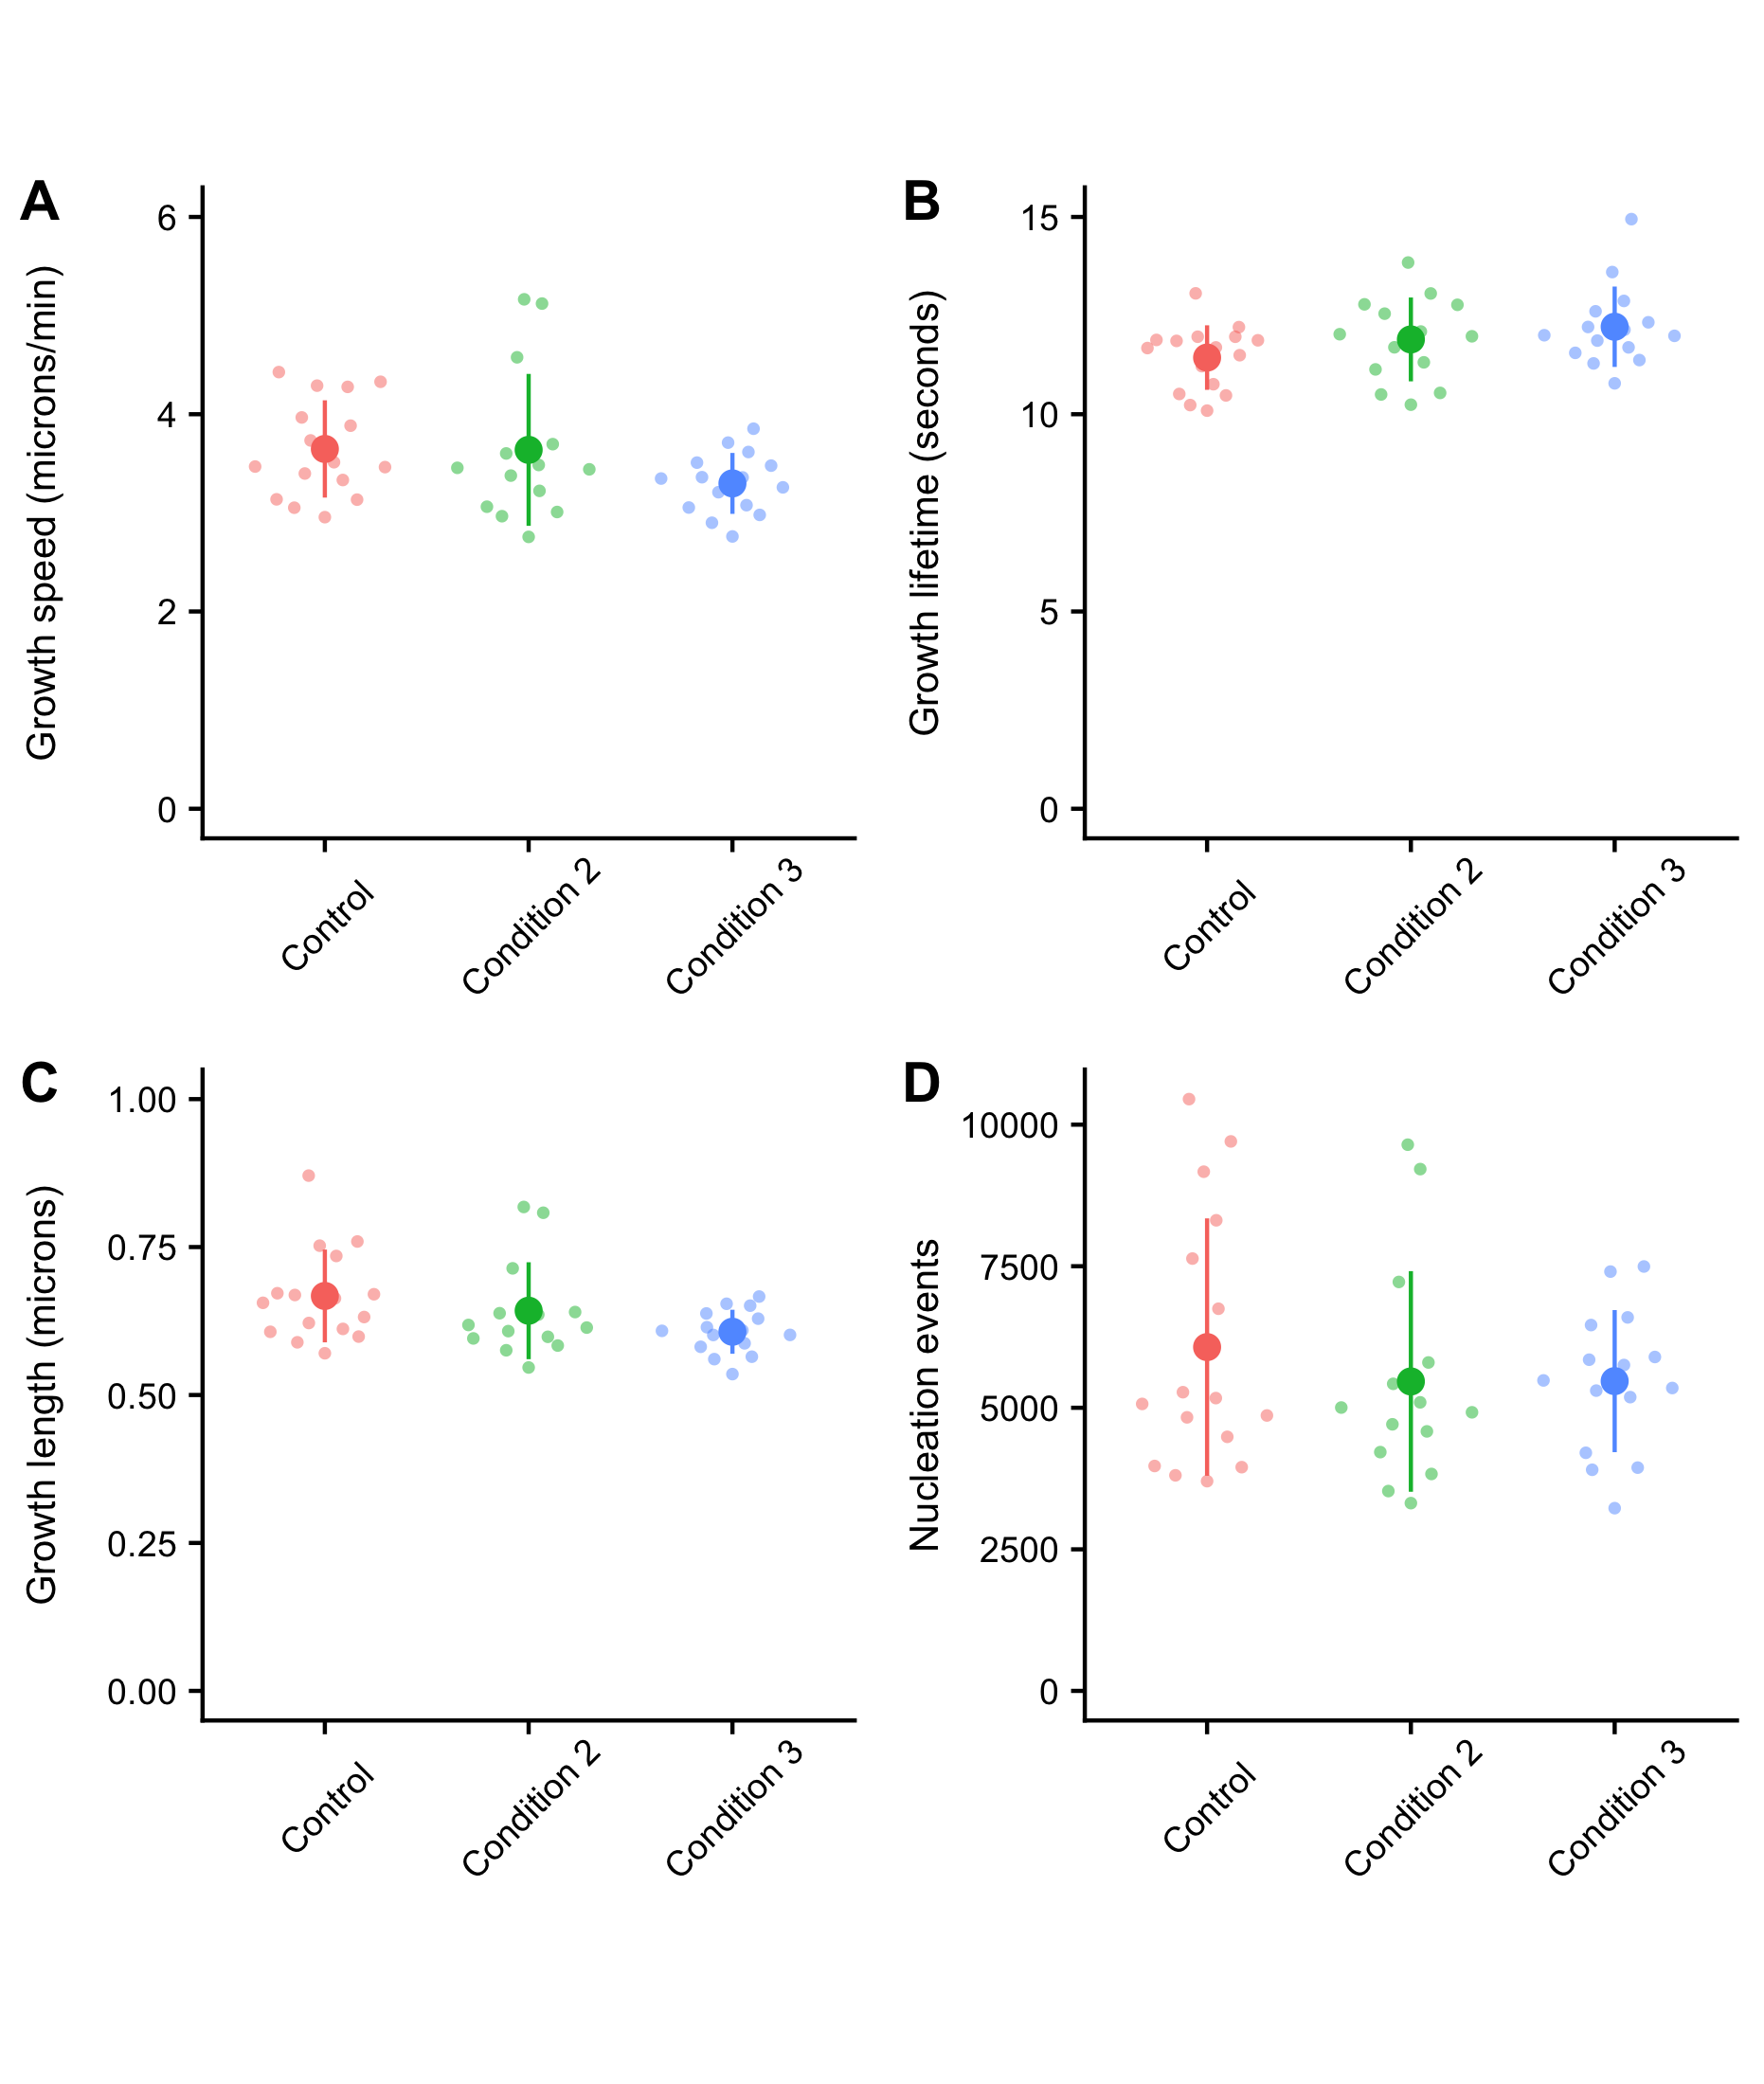 A
Growth speed (microns/min)
6
4
2
0
Control
Condition 2
Condition 3
B
Growth lifetime (seconds)
15
10
5
0
Control
Condition 2
Condition 3
C
Growth length (microns)
1.00
0.75
0.50
0.25
0.00
Control
Condition 2
Condition 3
D
Nucleation events
10000
7500
5000
2500
0
Control
Condition 2
Condition 3